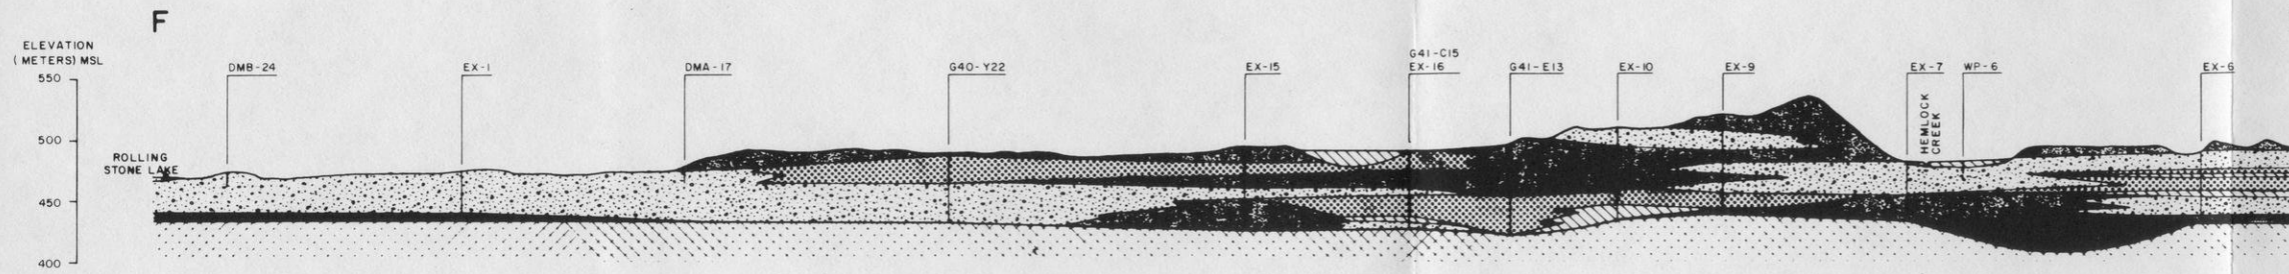 F
ELEVATION
(METERS) MSL
550
500
450
400
ROLLING
STONE LAKE
DMB-24
EX-1
DMA-17
G40-Y22
EX-15
G41-C15
EX-16
G41-E13
EX-10
EX-9
EX-7
HEMLOCK
CREEK
WP-6
EX-6